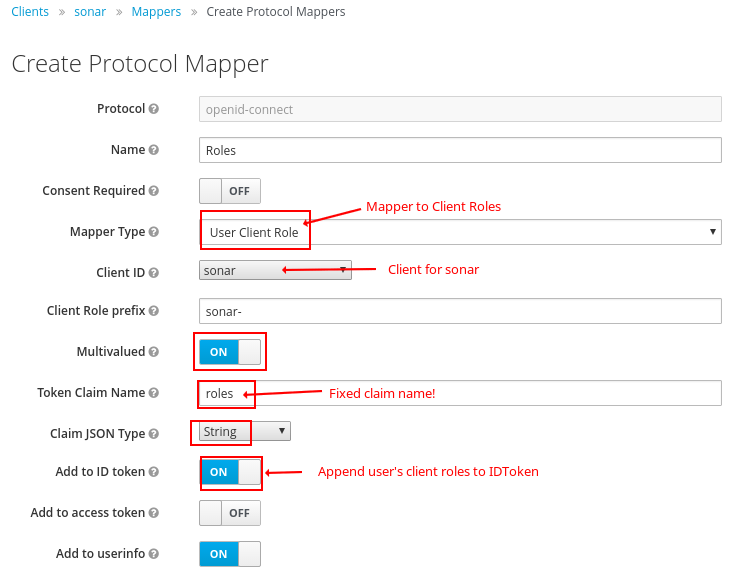 Clients » sonar » Mappers » Create Protocol Mappers
Create Protocol Mapper
Protocol ? openid-connect
Name ? Roles
Consent Required ? OFF
Mapper to Client Roles
Mapper Type ? User Client Role
Client ID ? sonar Client for sonar
Client Role prefix ? sonar-
Multivalued ? ON
Token Claim Name ? roles Fixed claim name!
Claim JSON Type ? String
Add to ID token ? ON Append user's client roles to IDToken
Add to access token ? OFF
Add to userinfo ? ON